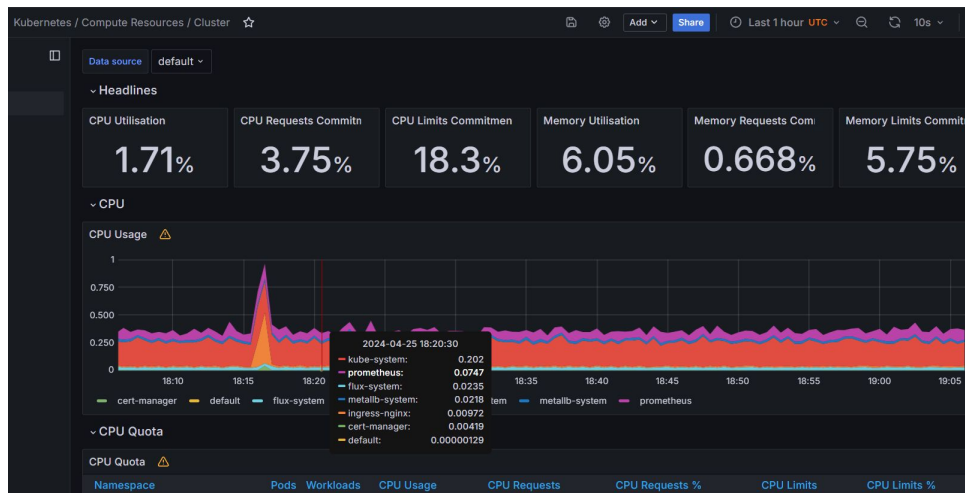 Kubernetes / Compute Resources / Cluster Add Share Last 1 hour UTC 10s
Data source default
Headlines
CPU Utilisation CPU Requests Commitm CPU Limits Commitmen Memory Utilisation Memory Requests Com Memory Limits Commit
1.71% 3.75% 18.3% 6.05% 0.668% 5.75%
CPU
CPU Usage
1
0.750
0.500
0.250
0
18:10 18:15 18:20 18:35 18:40 18:45 18:50 18:55 19:00 19:05
2024-04-25 18:20:30
kube-system: 0.202
prometheus: 0.0747
flux-system: 0.0235
metallb-system: 0.0218
ingress-nginx: 0.00972
cert-manager: 0.00419
default: 0.00000129
cert-manager default flux-system tem metallb-system prometheus
CPU Quota
CPU Quota
Namespace Pods Workloads CPU Usage CPU Requests CPU Requests % CPU Limits CPU Limits %